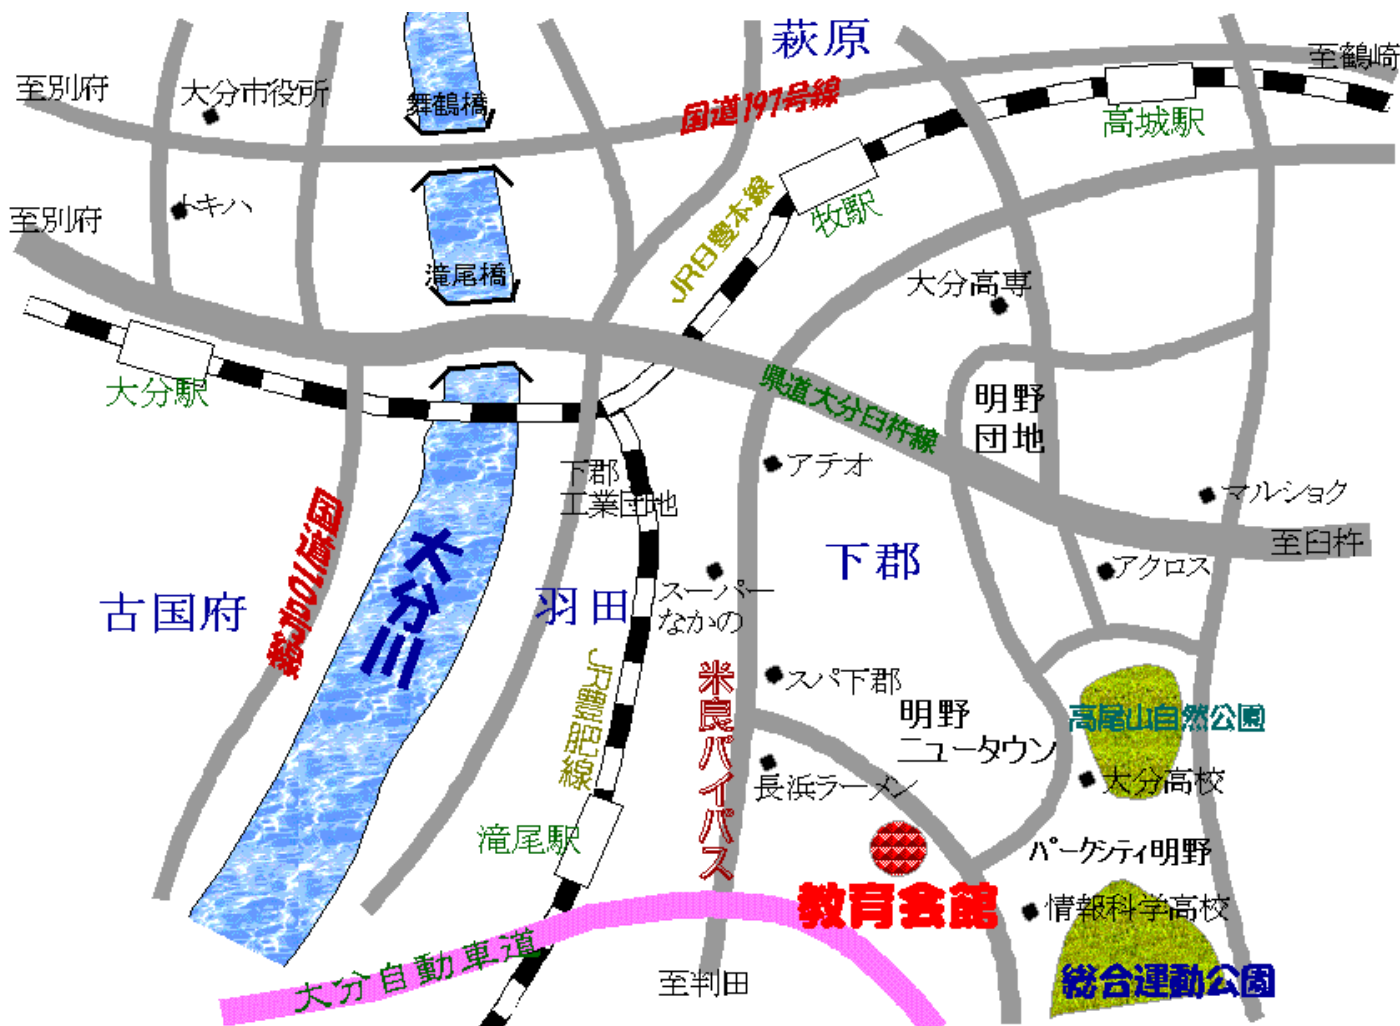 萩原
至鶴崎
至別府
大分市役所
舞鶴橋
国道197号線
高城駅
トキハ
至別府
牧駅
JR日豊本線
滝尾橋
大分高専
大分駅
県道大分臼杵線
明野
団地
アテオ
下郡
工業団地
マルショク
国道10号線
大分川
至臼杵
下郡
アクロス
古国府
羽田
スーパー
なかの
JR豊肥線
米良バイパス
スパ下郡
明野
ニュータウン
高尾山自然公園
長浜ラーメン
大分高校
滝尾駅
パークシティ明野
教育会館
情報科学高校
大分自動車道
至判田
総合運動公園